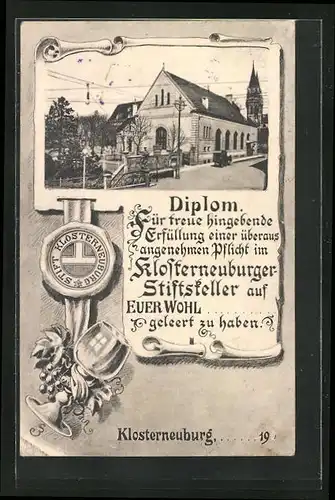 Diplom.
Für treue hingebende
Erfüllung einer überaus
angenehmen Pflicht im
Klosterneuburger-
Stiftskeller auf
EUER WOHL ..........
geleert zu haben.
STIFT KLOSTERNEUBURG
Klosterneuburg, ....... 19